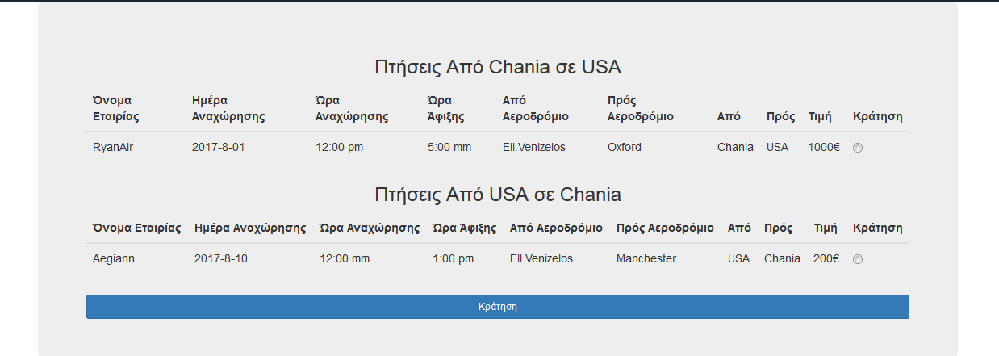 Πτήσεις Από Chania σε USA
Όνομα Εταιρίας Ημέρα Αναχώρησης Ώρα Αναχώρησης Ώρα Άφιξης Από Αεροδρόμιο Πρός Αεροδρόμιο Από Πρός Τιμή Κράτηση
RyanAir 2017-8-01 12:00 pm 5:00 mm Ell.Venizelos Oxford Chania USA 1000€
Πτήσεις Από USA σε Chania
Όνομα Εταιρίας Ημέρα Αναχώρησης Ώρα Αναχώρησης Ώρα Άφιξης Από Αεροδρόμιο Πρός Αεροδρόμιο Από Πρός Τιμή Κράτηση
Aegiann 2017-8-10 12:00 mm 1:00 pm Ell.Venizelos Manchester USA Chania 200€
Κράτηση